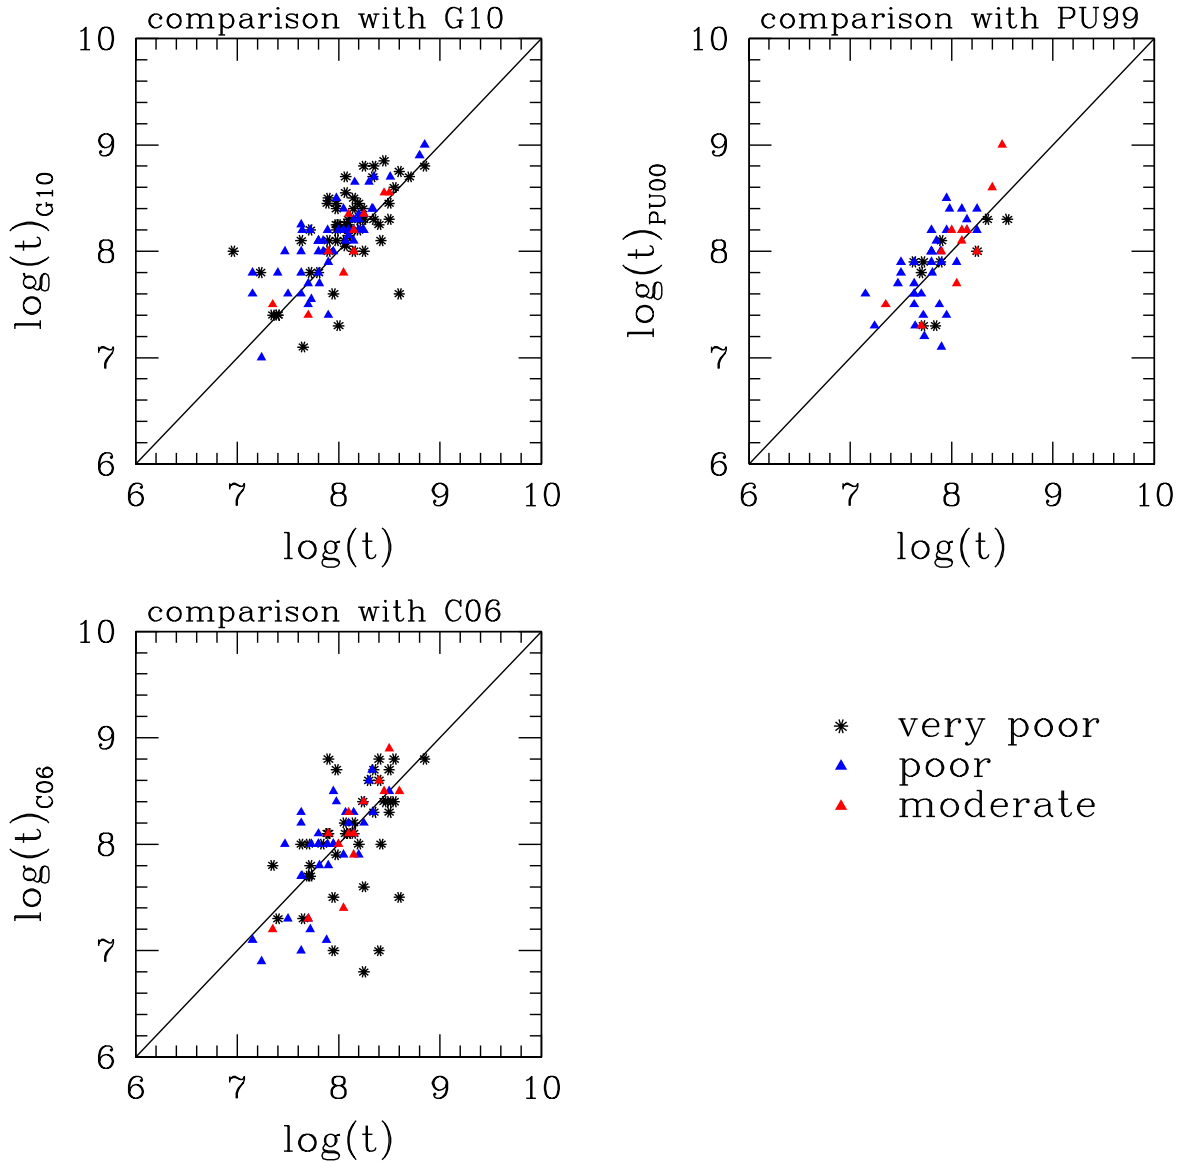 comparison with G10
10
9
8
7
6
log(t)G10
6 7 8 9 10
log(t)
comparison with PU99
10
9
8
7
6
log(t)PU00
6 7 8 9 10
log(t)
comparison with C06
10
9
8
7
6
log(t)C06
6 7 8 9 10
log(t)
very poor
poor
moderate